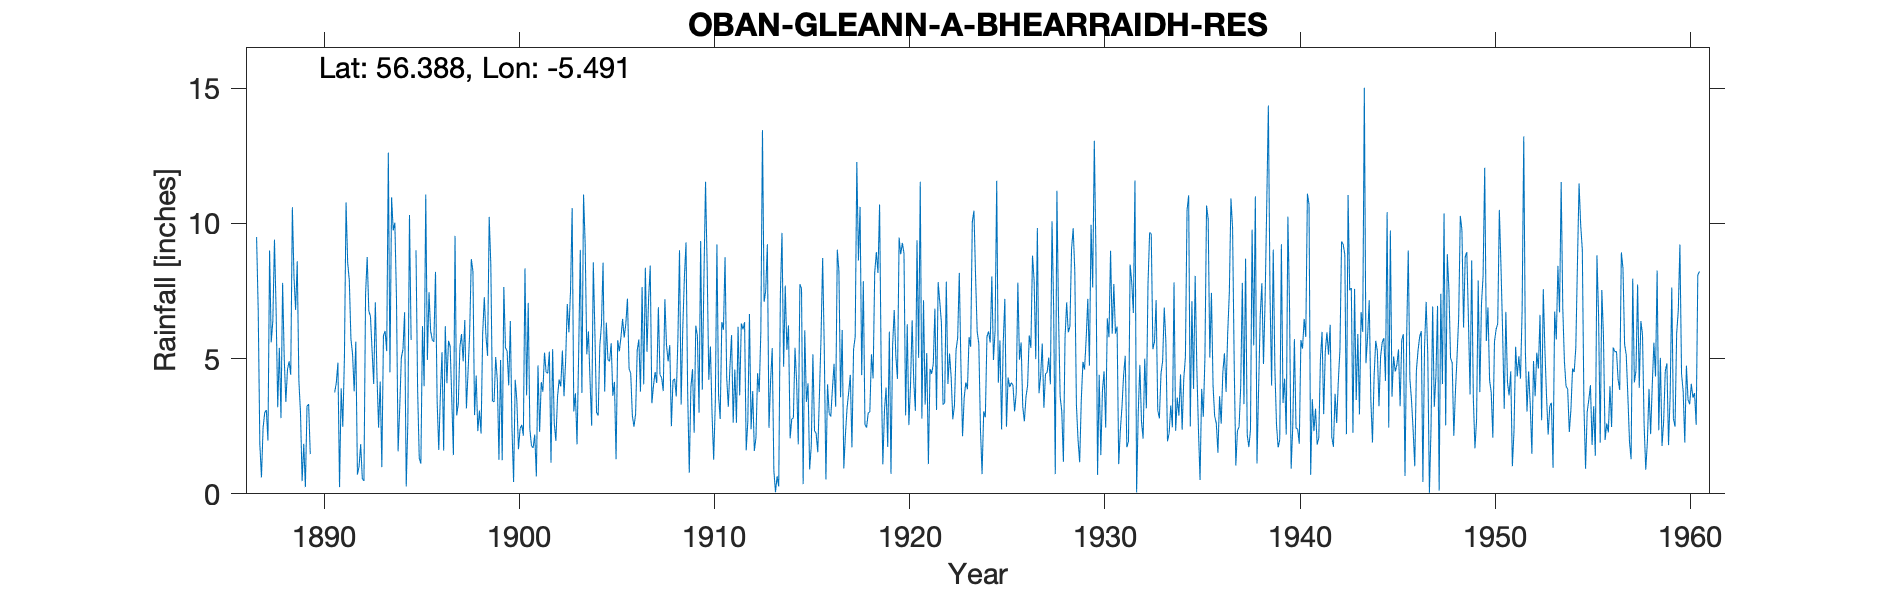 OBAN-GLEANN-A-BHEARRAIDH-RES
Lat: 56.388, Lon: -5.491
15
10
5
0
Rainfall [inches]
1890 1900 1910 1920 1930 1940 1950 1960
Year